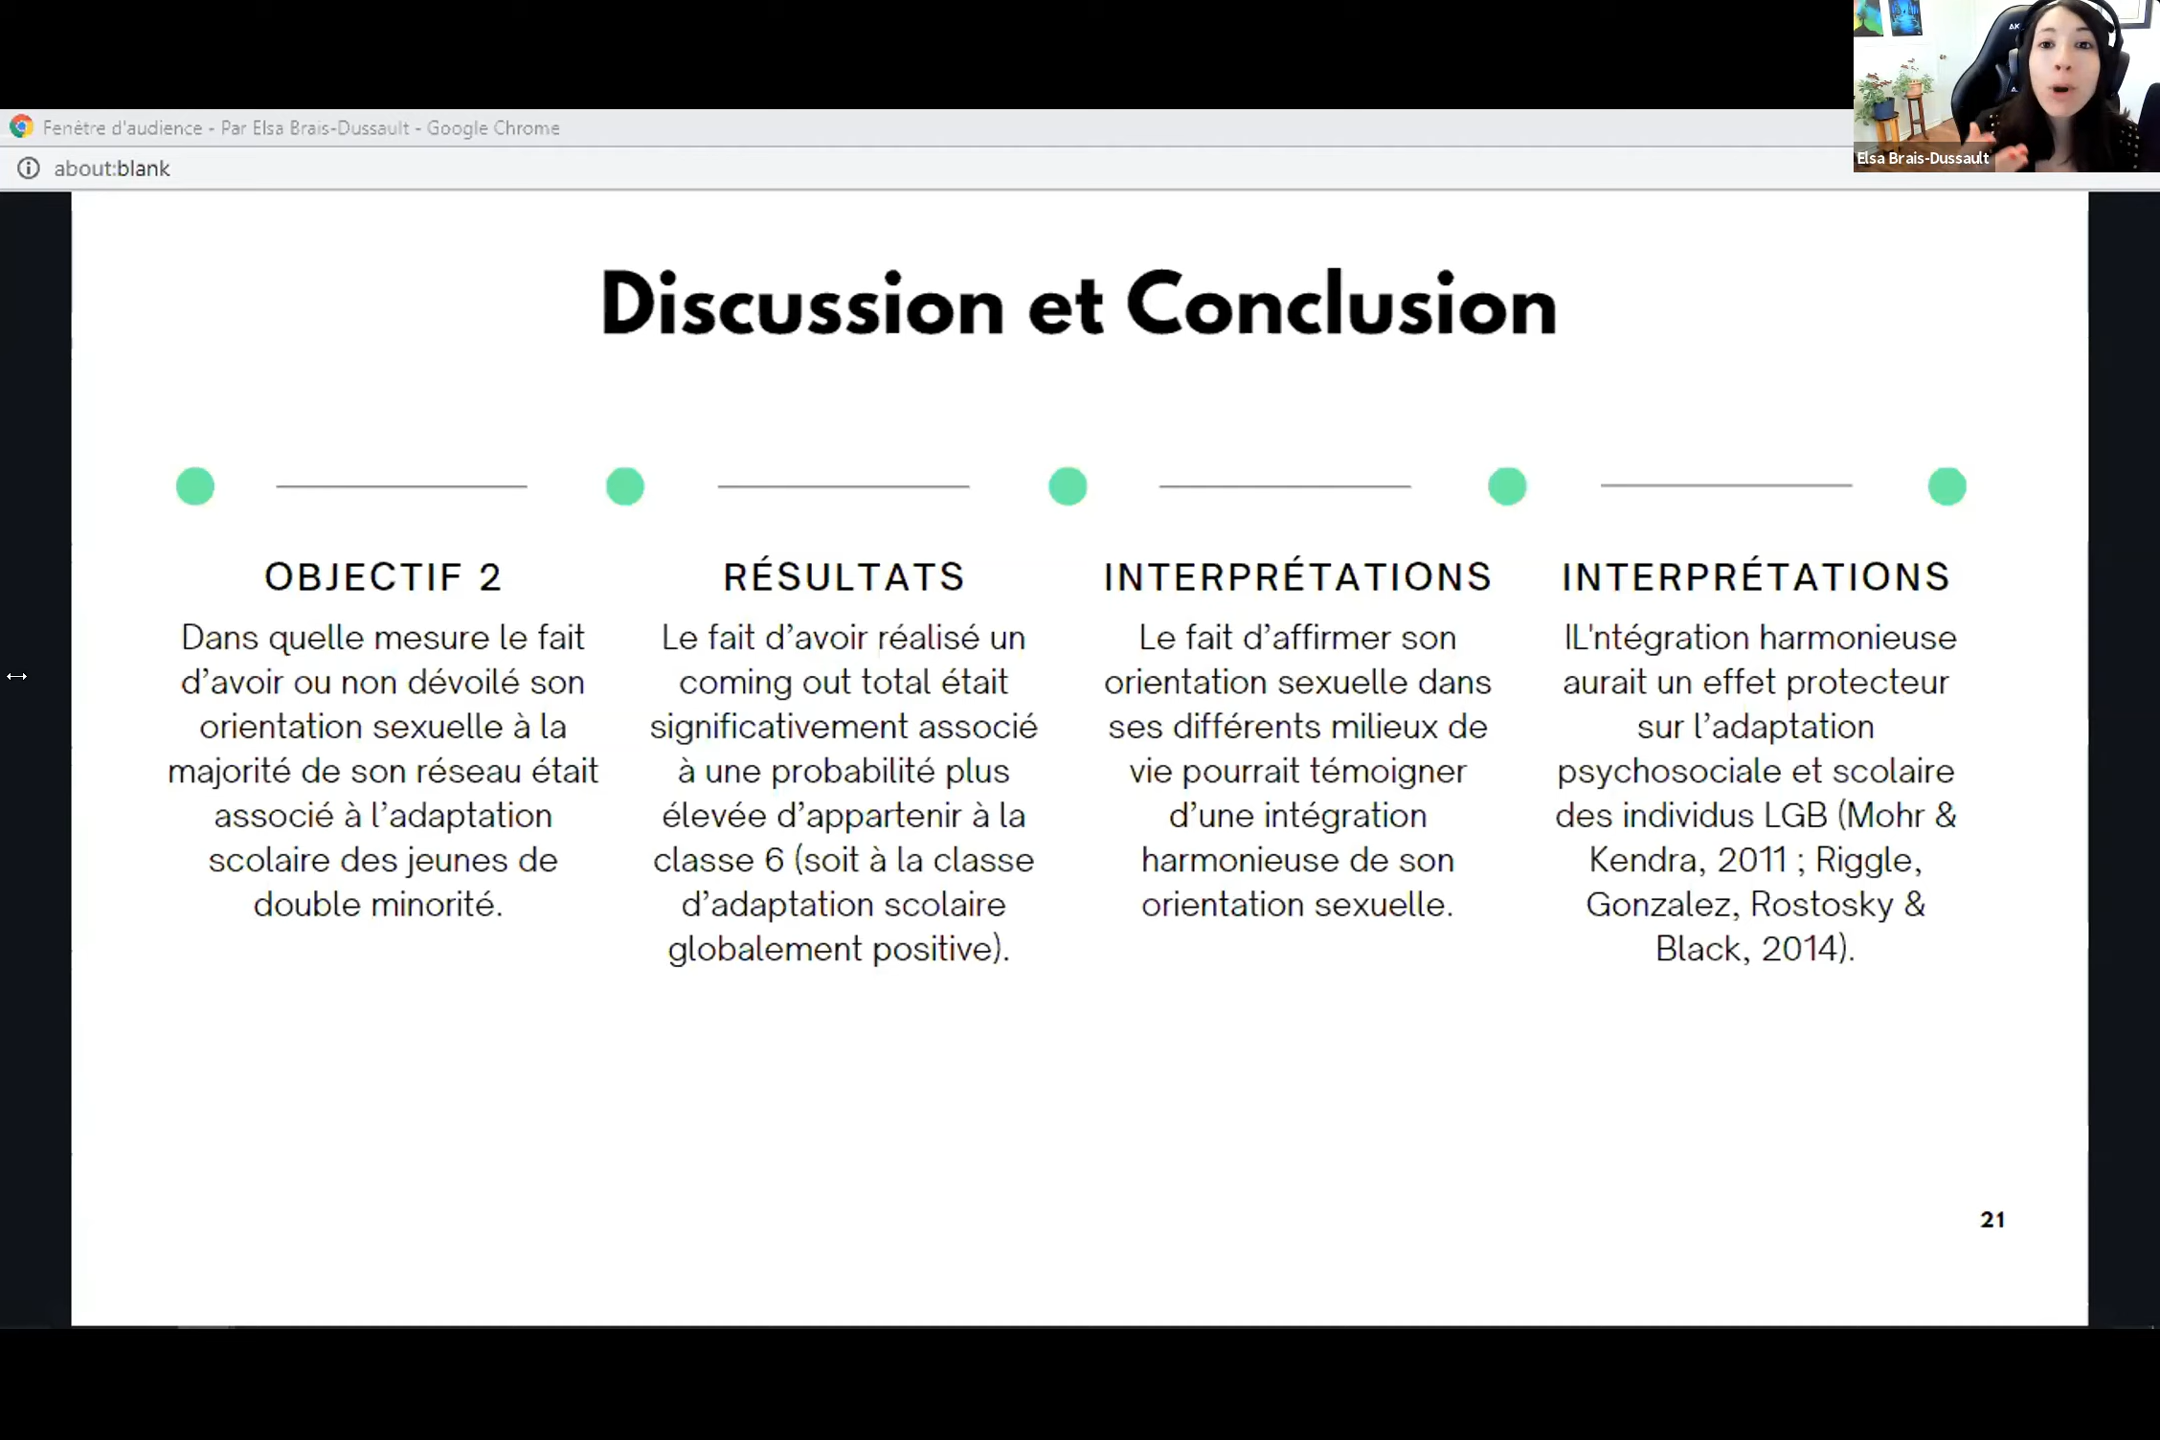 Fenêtre d'audience - Par Elsa Brais-Dussault - Google Chrome
about:blank
Elsa Brais-Dussault
Discussion et Conclusion
OBJECTIF 2
Dans quelle mesure le fait
d’avoir ou non dévoilé son
orientation sexuelle à la
majorité de son réseau était
associé à l’adaptation
scolaire des jeunes de
double minorité.
RÉSULTATS
Le fait d’avoir réalisé un
coming out total était
significativement associé
à une probabilité plus
élevée d’appartenir à la
classe 6 (soit à la classe
d’adaptation scolaire
globalement positive).
INTERPRÉTATIONS
Le fait d’affirmer son
orientation sexuelle dans
ses différents milieux de
vie pourrait témoigner
d’une intégration
harmonieuse de son
orientation sexuelle.
INTERPRÉTATIONS
IL'ntégration harmonieuse
aurait un effet protecteur
sur l’adaptation
psychosociale et scolaire
des individus LGB (Mohr &
Kendra, 2011 ; Riggle,
Gonzalez, Rostosky &
Black, 2014).
21